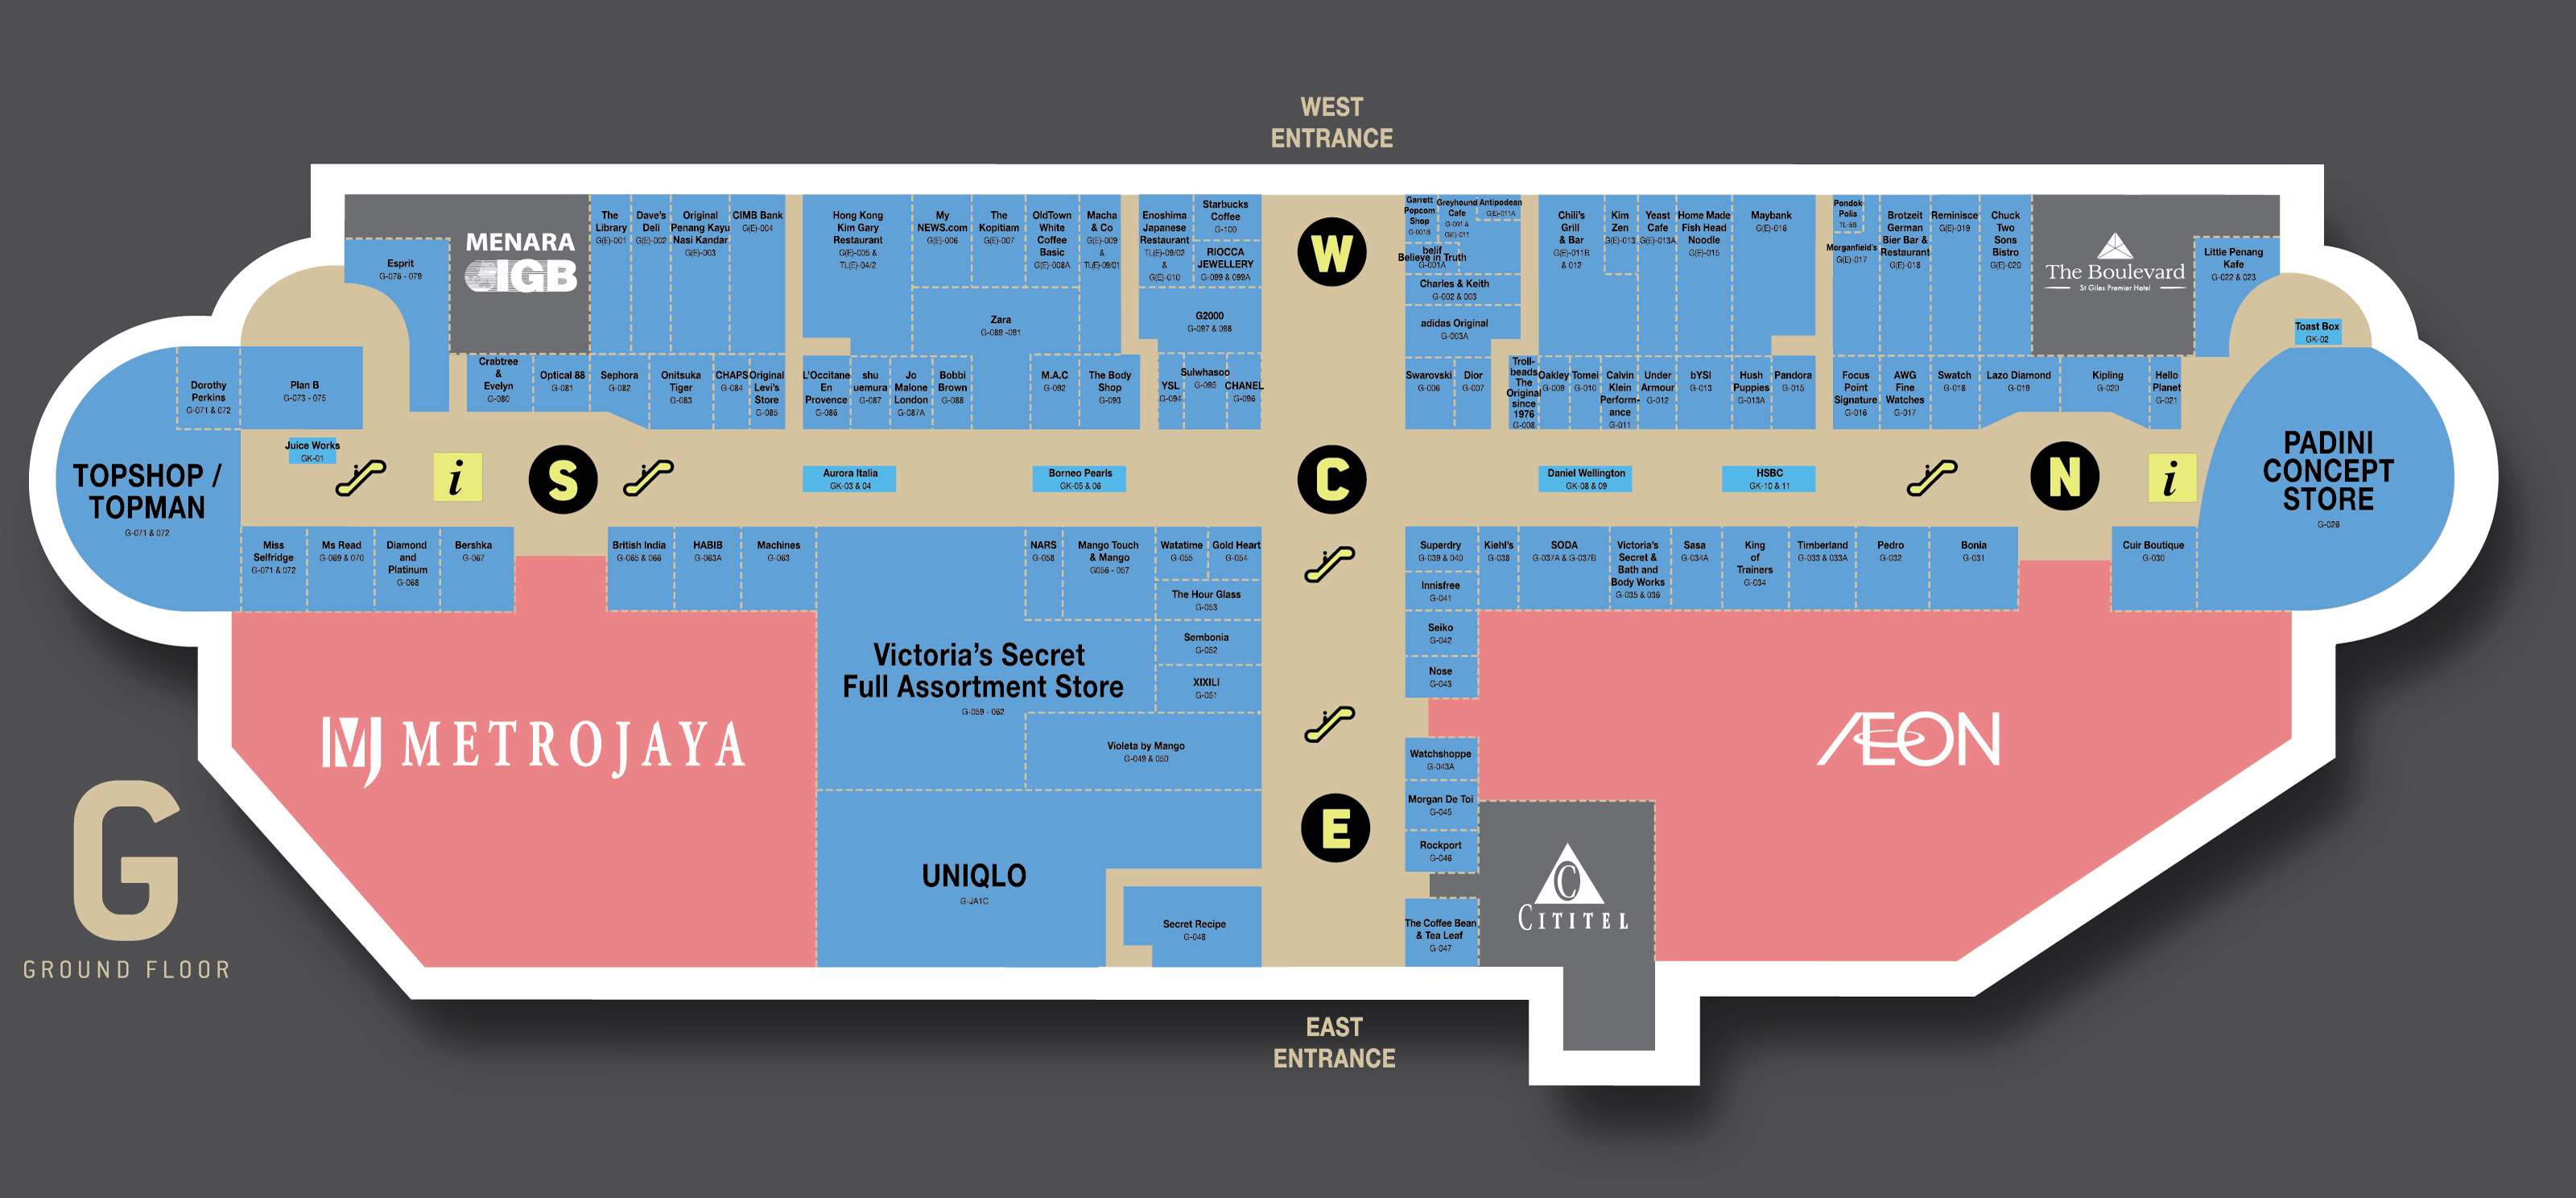 WEST
ENTRANCE
W
MENARA
IGB
Esprit
G-076 - 079
The
Library
G(E)-001
Dave's
Deli
G(E)-002
Original
Penang Kayu
Nasi Kandar
G(E)-003
CIMB Bank
G(E)-004
Hong Kong
Kim Gary
Restaurant
G(E)-005 &
TL(E)-04/2
My
NEWS.com
G(E)-006
The
Kopitiam
G(E)-007
OldTown
White
Coffee
Basic
G(E)-008A
Macha
& Co
G(E)-009
&
TL(E)-09/01
Enoshima
Japanese
Restaurant
TL(E)-09/02
&
G(E)-010
Starbucks
Coffee
G-100
RIOCCA
JEWELLERY
G-099 & 099A
Zara
G-089 -091
G2000
G-097 & 098
Garrett
Popcorn
Shop
G-001B
Greyhound
Cafe
G-001 &
G(E)-011
Antipodean
G(E)-011A
belif
Believe in Truth
G-001A
Charles & Keith
G-002 & 003
adidas Original
G-003A
Chili's
Grill
& Bar
G(E)-011B
& 012
Kim
Zen
G(E)-013
Yeast
Cafe
G(E)-013A
Home Made
Fish Head
Noodle
G(E)-015
Maybank
G(E)-016
Pondok
Polis
TL-5B
Morganfield's
G(E)-017
Brotzeit
German
Bier Bar &
Restaurant
G(E)-018
Reminisce
G(E)-019
Chuck
Two
Sons
Bistro
G(E)-020
The Boulevard
St Giles Premier Hotel
Little Penang
Kafe
G-022 & 023
Toast Box
GK-02
Dorothy
Perkins
G-071 & 072
Plan B
G-073 - 075
Crabtree
&
Evelyn
G-080
Optical 88
G-081
Sephora
G-082
Onitsuka
Tiger
G-083
CHAPS
G-084
Original
Levi's
Store
G-085
L'Occitane
En
Provence
G-086
shu
uemura
G-087
Jo
Malone
London
G-087A
Bobbi
Brown
G-088
M.A.C
G-092
The Body
Shop
G-093
YSL
G-094
Sulwhasoo
G-095
CHANEL
G-096
Swarovski
G-006
Dior
G-007
Troll-
beads
The
Original
since
1976
G-008
Oakley
G-009
Tomei
G-010
Calvin
Klein
Perform-
ance
G-011
Under
Armour
G-012
bYSI
G-013
Hush
Puppies
G-013A
Pandora
G-015
Focus
Point
Signature
G-016
AWG
Fine
Watches
G-017
Swatch
G-018
Lazo Diamond
G-019
Kipling
G-020
Hello
Planet
G-021
TOPSHOP /
TOPMAN
G-071 & 072
Juice Works
GK-01
i
S
Aurora Italia
GK-03 & 04
Borneo Pearls
GK-05 & 06
C
Daniel Wellington
GK-08 & 09
HSBC
GK-10 & 11
N
i
PADINI
CONCEPT
STORE
G-026
Miss
Selfridge
G-071 & 072
Ms Read
G-069 & 070
Diamond
and
Platinum
G-068
Bershka
G-067
British India
G-065 & 066
HABIB
G-063A
Machines
G-063
NARS
G-058
Mango Touch
& Mango
G056 - 057
Watatime
G-055
Gold Heart
G-054
The Hour Glass
G-053
Sembonia
G-052
XIXILI
G-051
Victoria's Secret
Full Assortment Store
G-059 - 062
Violeta by Mango
G-049 & 050
Superdry
G-039 & 040
Kiehl's
G-038
SODA
G-037A & G-037B
Victoria's
Secret &
Bath and
Body Works
G-035 & 036
Sasa
G-034A
King
of
Trainers
G-034
Timberland
G-033 & 033A
Pedro
G-032
Bonia
G-031
Cuir Boutique
G-030
Innisfree
G-041
Seiko
G-042
Nose
G-043
Watchshoppe
G-043A
Morgan De Toi
G-045
Rockport
G-046
The Coffee Bean
& Tea Leaf
G-047
MJ METROJAYA
ÆON
E
UNIQLO
G-JA1C
Secret Recipe
G-048
C
CITITEL
G
GROUND FLOOR
EAST
ENTRANCE